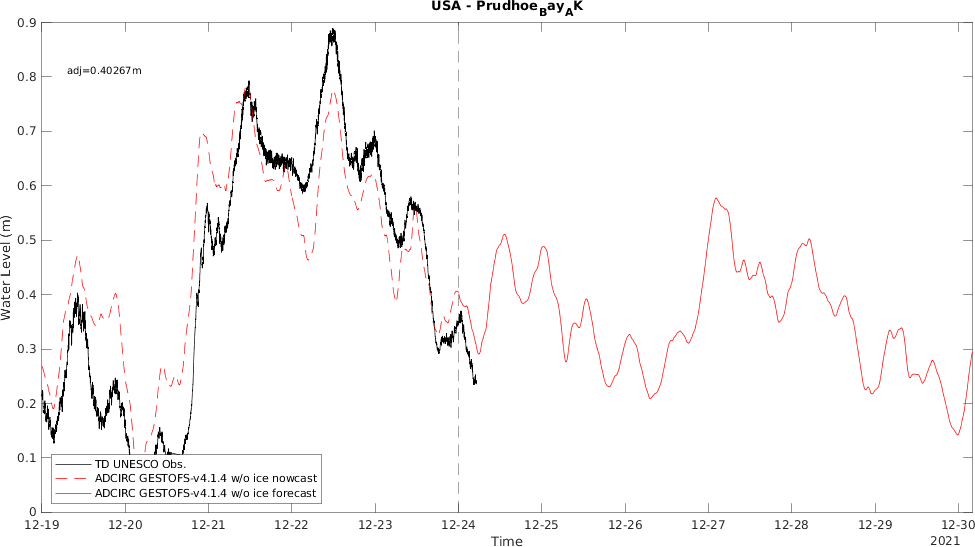 USA - Prudhoe_Bay_AK
adj=0.40267m
Water Level (m)
0.9
0.8
0.7
0.6
0.5
0.4
0.3
0.2
0.1
0
TD UNESCO Obs.
ADCIRC GESTOFS-v4.1.4 w/o ice nowcast
ADCIRC GESTOFS-v4.1.4 w/o ice forecast
12-19 12-20 12-21 12-22 12-23 12-24 12-25 12-26 12-27 12-28 12-29 12-30
Time
2021